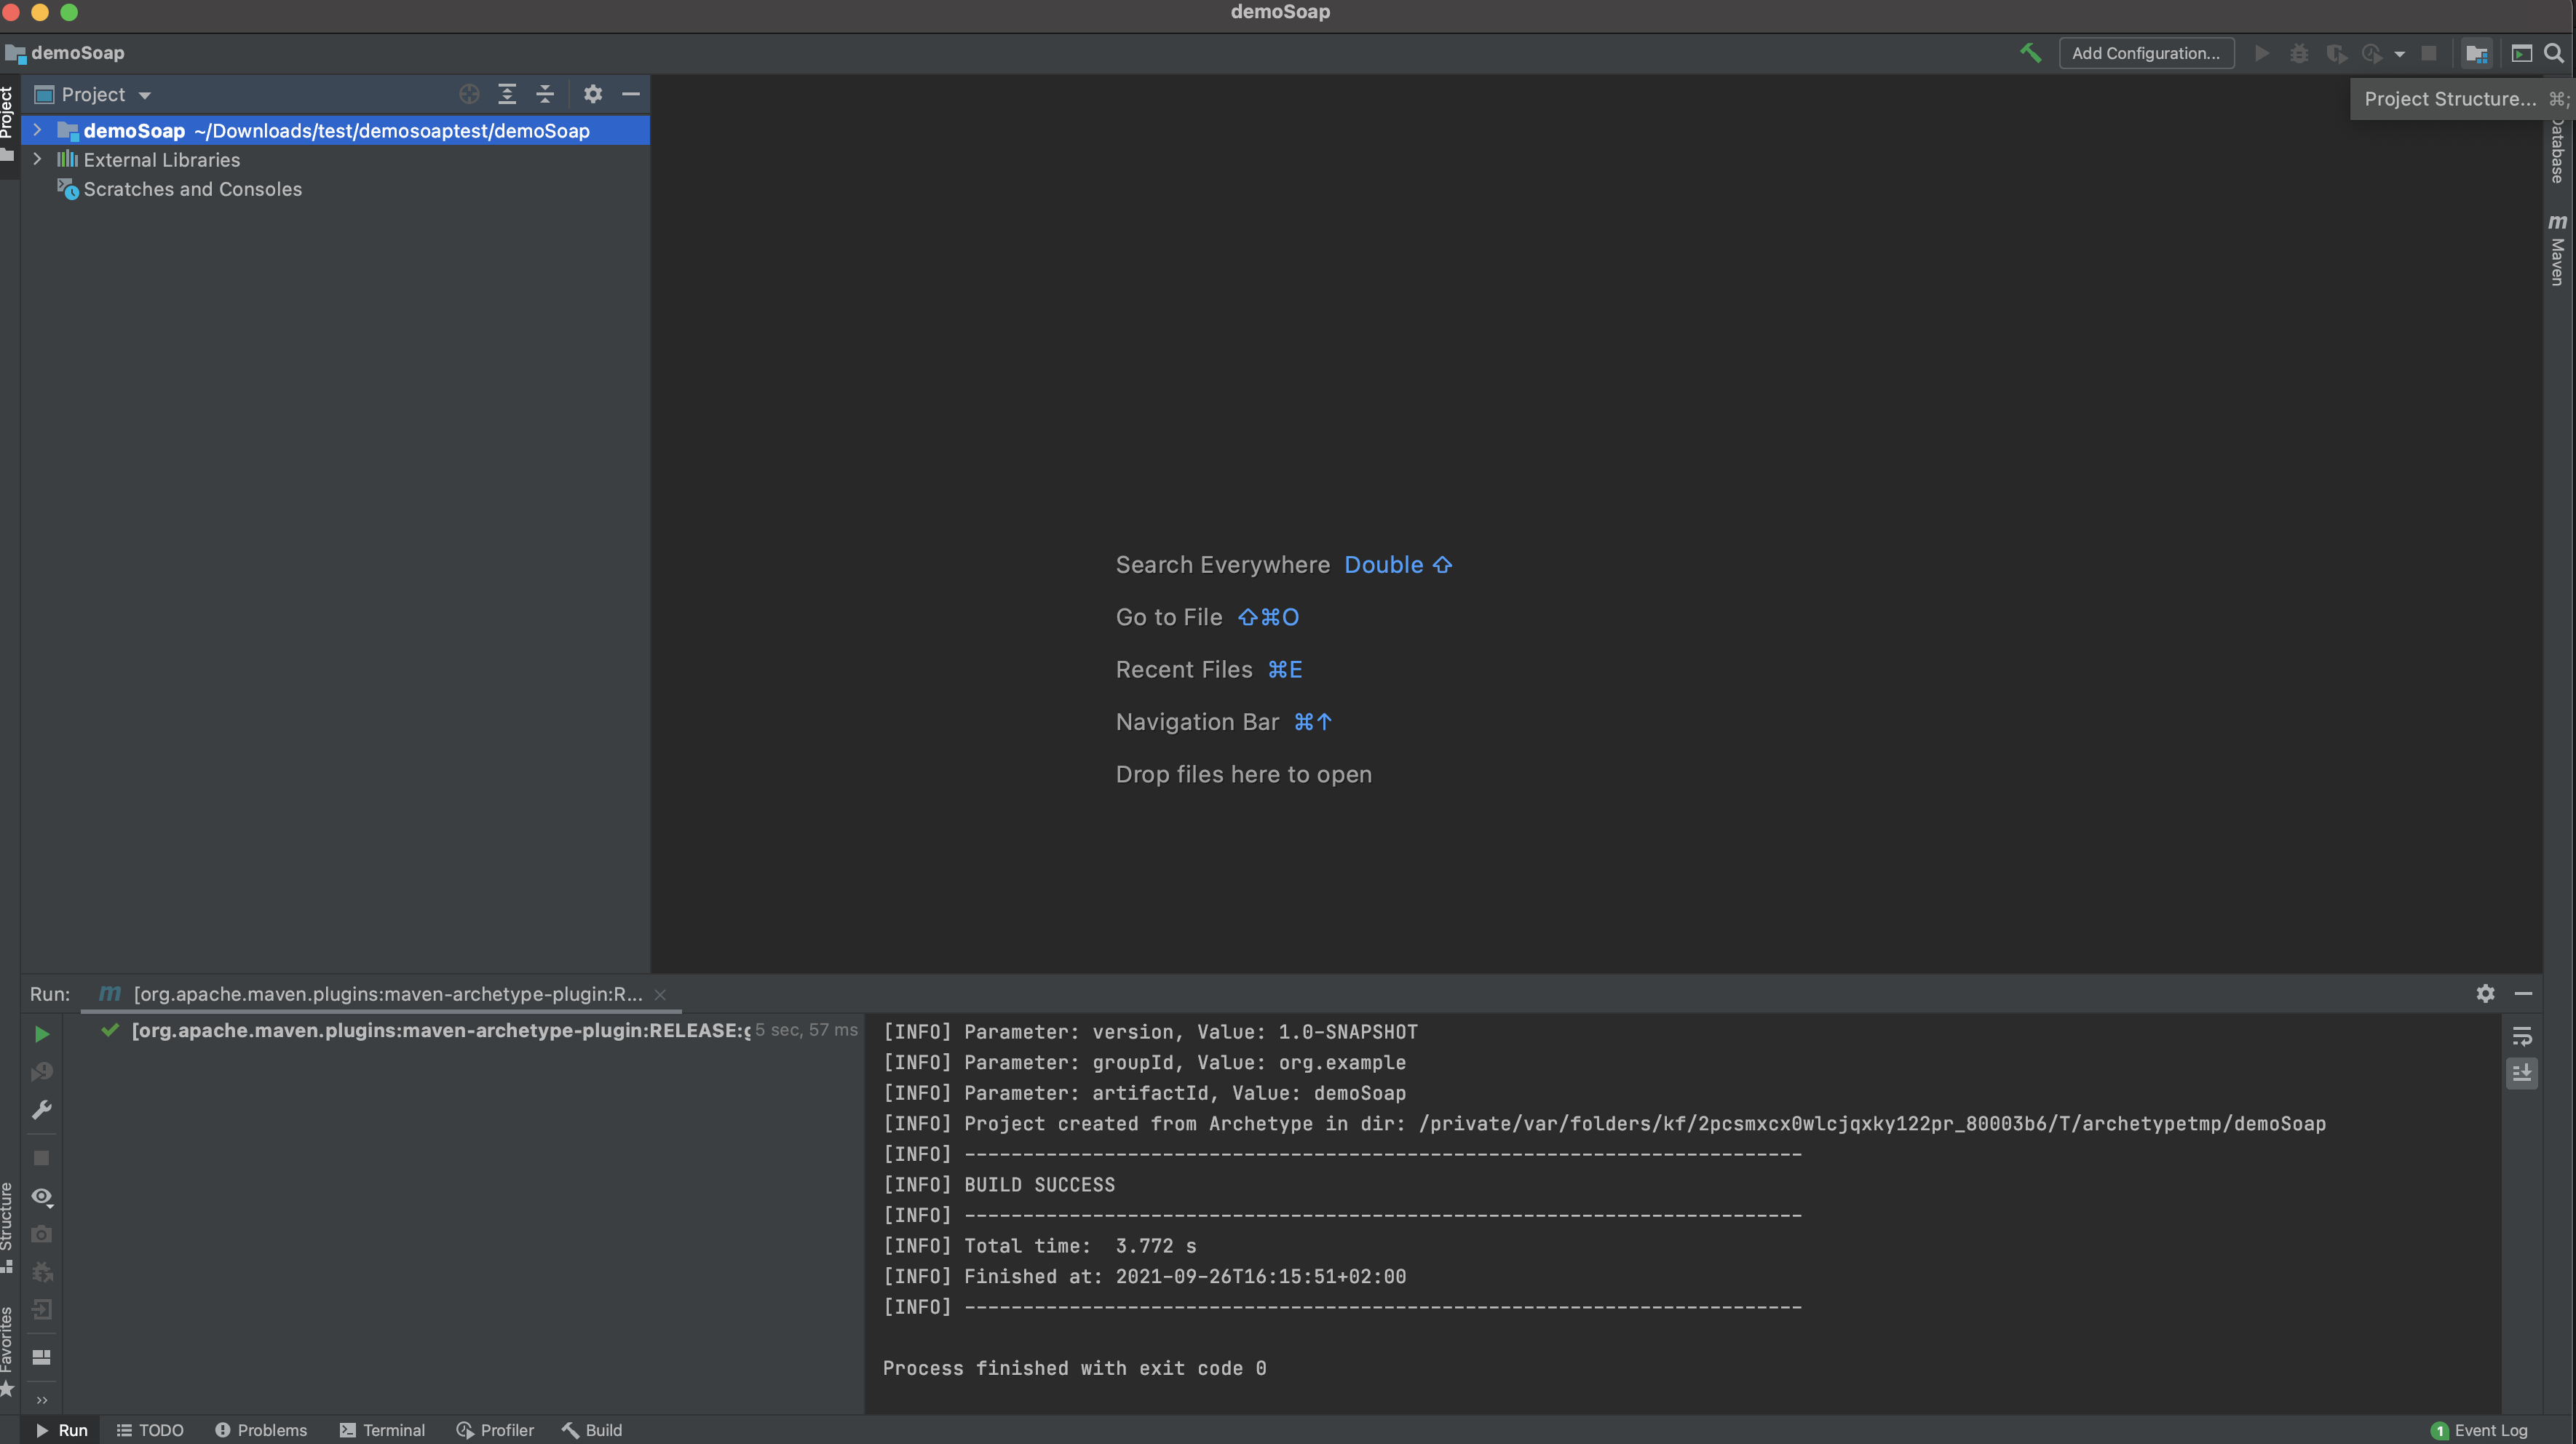 demoSoap
demoSoap
Add Configuration...
Project
Project Structure... ⌘;
Project
demoSoap ~/Downloads/test/demosoaptest/demoSoap
External Libraries
Scratches and Consoles
Database
Maven
Search Everywhere Double ⇧
Go to File ⇧⌘O
Recent Files ⌘E
Navigation Bar ⌘↑
Drop files here to open
Run: [org.apache.maven.plugins:maven-archetype-plugin:R...
[org.apache.maven.plugins:maven-archetype-plugin:RELEASE:g 5 sec, 57 ms
[INFO] Parameter: version, Value: 1.0-SNAPSHOT
[INFO] Parameter: groupId, Value: org.example
[INFO] Parameter: artifactId, Value: demoSoap
[INFO] Project created from Archetype in dir: /private/var/folders/kf/2pcsmxcx0wlcjqxky122pr_80003b6/T/archetypetmp/demoSoap
[INFO] ------------------------------------------------------------------------
[INFO] BUILD SUCCESS
[INFO] ------------------------------------------------------------------------
[INFO] Total time:  3.772 s
[INFO] Finished at: 2021-09-26T16:15:51+02:00
[INFO] ------------------------------------------------------------------------
Process finished with exit code 0
Structure
Favorites
Run TODO Problems Terminal Profiler Build 1 Event Log